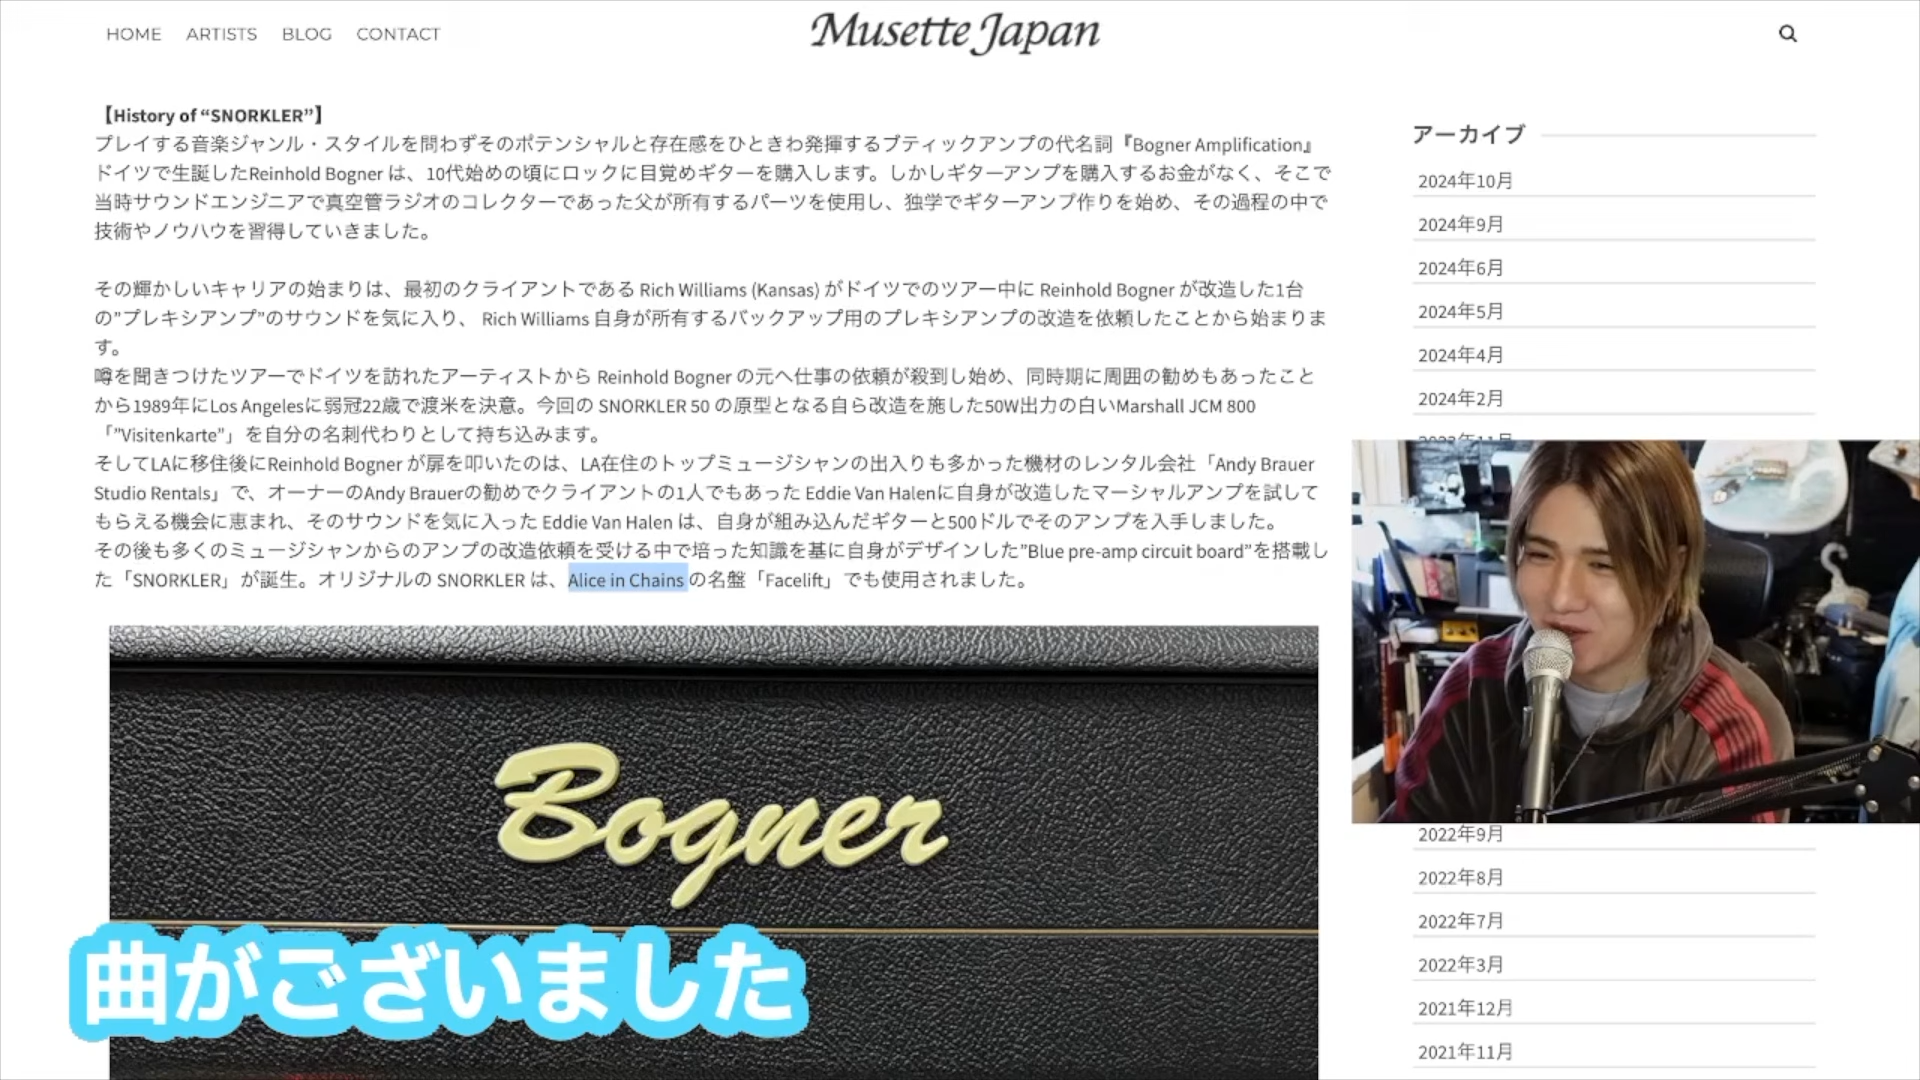 HOME ARTISTS BLOG CONTACT
Musette Japan
【History of “SNORKLER”】
プレイする音楽ジャンル・スタイルを問わずそのポテンシャルと存在感をひときわ発揮するブティックアンプの代名詞『Bogner Amplification』
ドイツで生誕したReinhold Bogner は、10代始めの頃にロックに目覚めギターを購入します。しかしギターアンプを購入するお金がなく、そこで
当時サウンドエンジニアで真空管ラジオのコレクターであった父が所有するパーツを使用し、独学でギターアンプ作りを始め、その過程の中で
技術やノウハウを習得していきました。
その輝かしいキャリアの始まりは、最初のクライアントである Rich Williams (Kansas) がドイツでのツアー中に Reinhold Bogner が改造した1台
の”プレキシアンプ”のサウンドを気に入り、 Rich Williams 自身が所有するバックアップ用のプレキシアンプの改造を依頼したことから始まりま
す。
噂を聞きつけたツアーでドイツを訪れたアーティストから Reinhold Bogner の元へ仕事の依頼が殺到し始め、同時期に周囲の勧めもあったこと
から1989年にLos Angelesに弱冠22歳で渡米を決意。今回の SNORKLER 50 の原型となる自ら改造を施した50W出力の白いMarshall JCM 800
「”Visitenkarte”」を自分の名刺代わりとして持ち込みます。
そしてLAに移住後にReinhold Bogner が扉を叩いたのは、LA在住のトップミュージシャンの出入りも多かった機材のレンタル会社「Andy Brauer
Studio Rentals」で、オーナーのAndy Brauerの勧めでクライアントの1人でもあった Eddie Van Halenに自身が改造したマーシャルアンプを試して
もらえる機会に恵まれ、そのサウンドを気に入った Eddie Van Halen は、自身が組み込んだギターと500ドルでそのアンプを入手しました。
その後も多くのミュージシャンからのアンプの改造依頼を受ける中で培った知識を基に自身がデザインした”Blue pre-amp circuit board”を搭載し
た「SNORKLER」が誕生。オリジナルの SNORKLER は、Alice in Chains の名盤「Facelift」でも使用されました。
Bogner
曲がございました
アーカイブ
2024年10月
2024年9月
2024年6月
2024年5月
2024年4月
2024年2月
2023年11月
2022年9月
2022年8月
2022年7月
2022年3月
2021年12月
2021年11月